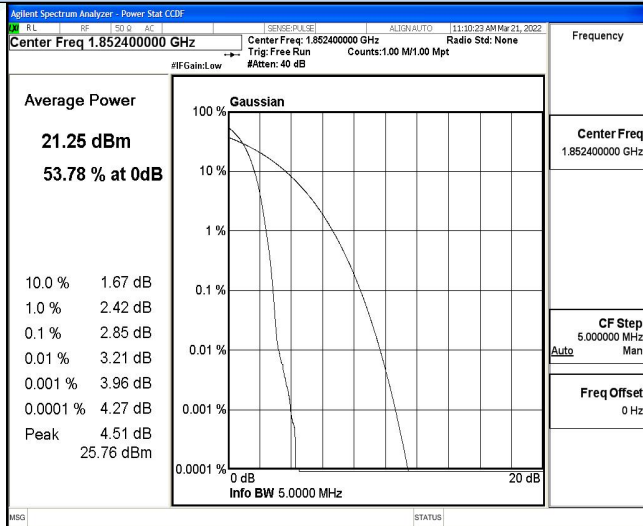 Agilent Spectrum Analyzer - Power Stat CCDF
RL RF 50 Ω AC SENSE:PULSE ALIGN AUTO 11:10:23 AM Mar 21, 2022
Center Freq 1.852400000 GHz
Center Freq: 1.852400000 GHz Radio Std: None
Trig: Free Run Counts:1.00 M/1.00 Mpt
#IFGain:Low #Atten: 40 dB
Frequency
Average Power
21.25 dBm
53.78 % at 0dB
10.0 % 1.67 dB
1.0 % 2.42 dB
0.1 % 2.85 dB
0.01 % 3.21 dB
0.001 % 3.96 dB
0.0001 % 4.27 dB
Peak 4.51 dB
25.76 dBm
Gaussian
100 %
10 %
1 %
0.1 %
0.01 %
0.001 %
0.0001 %
0 dB 20 dB
Info BW 5.0000 MHz
Center Freq
1.852400000 GHz
CF Step
5.000000 MHz
Auto Man
Freq Offset
0 Hz
MSG STATUS